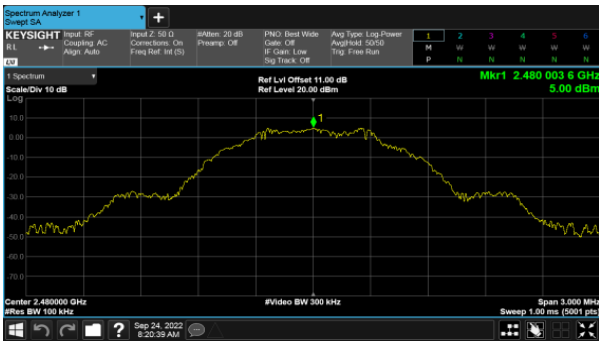 Spectrum Analyzer 1
Swept SA
+
KEYSIGHT
Input: RF
Input Z: 50 Ω
#Atten: 20 dB
PNO: Best Wide
Avg Type: Log-Power
1 2 3 4 5 6
RL
Coupling: AC
Corrections: On
Preamp: Off
Gate: Off
Avg|Hold: 50/50
M W W W W W
Align: Auto
Freq Ref: Int (S)
IF Gain: Low
Trig: Free Run
P N N N N N
Sig Track: Off
1 Spectrum
Ref Lvl Offset 11.00 dB
Mkr1 2.480 003 6 GHz
Scale/Div 10 dB
Ref Level 20.00 dBm
5.00 dBm
Log
1
10.0
0.00
-10.0
-20.0
-30.0
-40.0
-50.0
-60.0
-70.0
Center 2.480000 GHz
#Video BW 300 kHz
Span 3.000 MHz
#Res BW 100 kHz
Sweep 1.00 ms (5001 pts)
?
Sep 24, 2022
8:20:39 AM